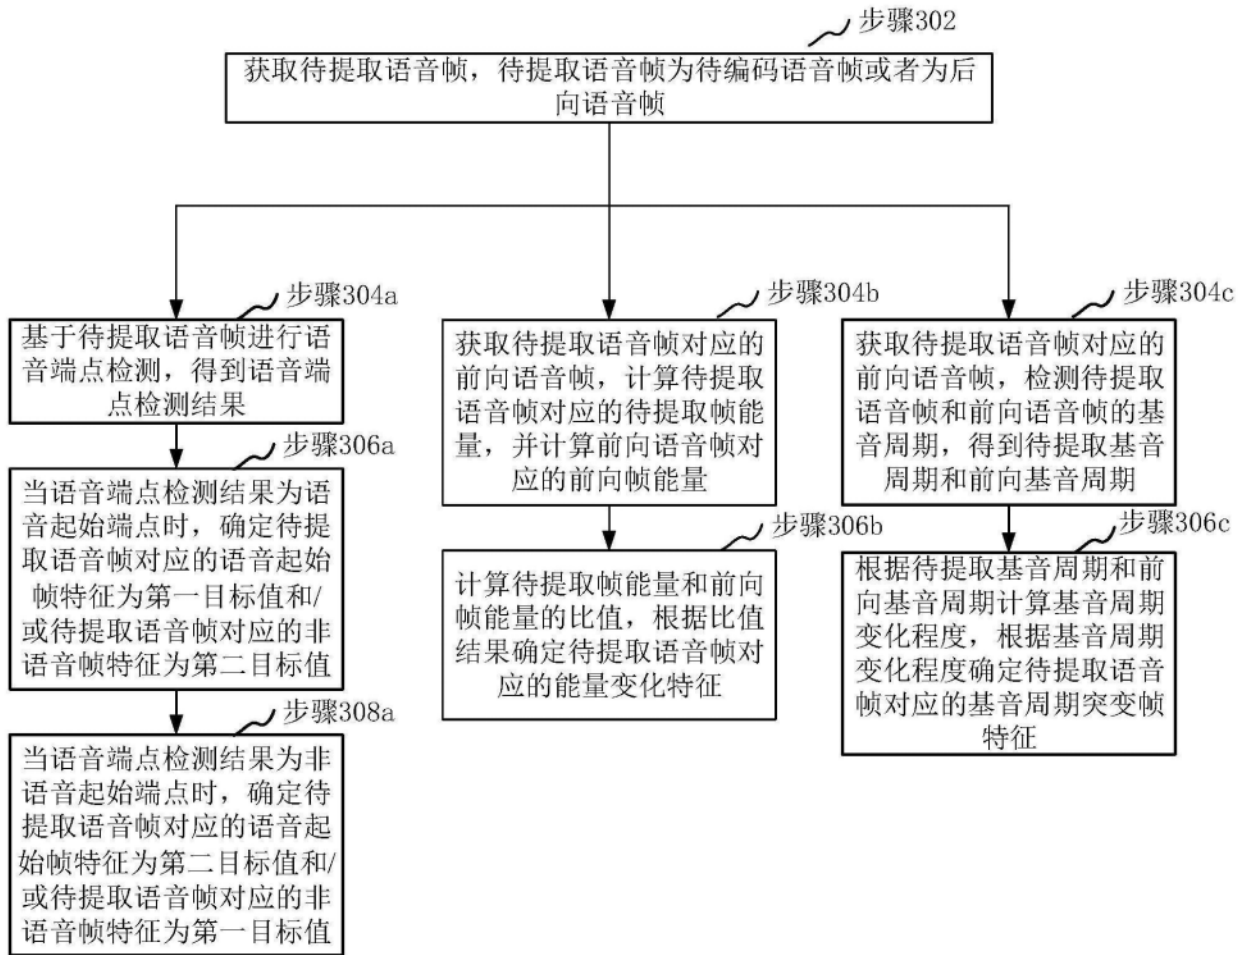 步骤302
获取待提取语音帧，待提取语音帧为待编码语音帧或者为后
向语音帧
步骤304a
基于待提取语音帧进行语
音端点检测，得到语音端
点检测结果
步骤306a
当语音端点检测结果为语
音起始端点时，确定待提
取语音帧对应的语音起始
帧特征为第一目标值和/
或待提取语音帧对应的非
语音帧特征为第二目标值
步骤308a
当语音端点检测结果为非
语音起始端点时，确定待
提取语音帧对应的语音起
始帧特征为第二目标值和/
或待提取语音帧对应的非
语音帧特征为第一目标值
步骤304b
获取待提取语音帧对应的
前向语音帧，计算待提取
语音帧对应的待提取帧能
量，并计算前向语音帧对
应的前向帧能量
步骤306b
计算待提取帧能量和前向
帧能量的比值，根据比值
结果确定待提取语音帧对
应的能量变化特征
步骤304c
获取待提取语音帧对应的
前向语音帧，检测待提取
语音帧和前向语音帧的基
音周期，得到待提取基音
周期和前向基音周期
步骤306c
根据待提取基音周期和前
向基音周期计算基音周期
变化程度，根据基音周期
变化程度确定待提取语音
帧对应的基音周期突变帧
特征